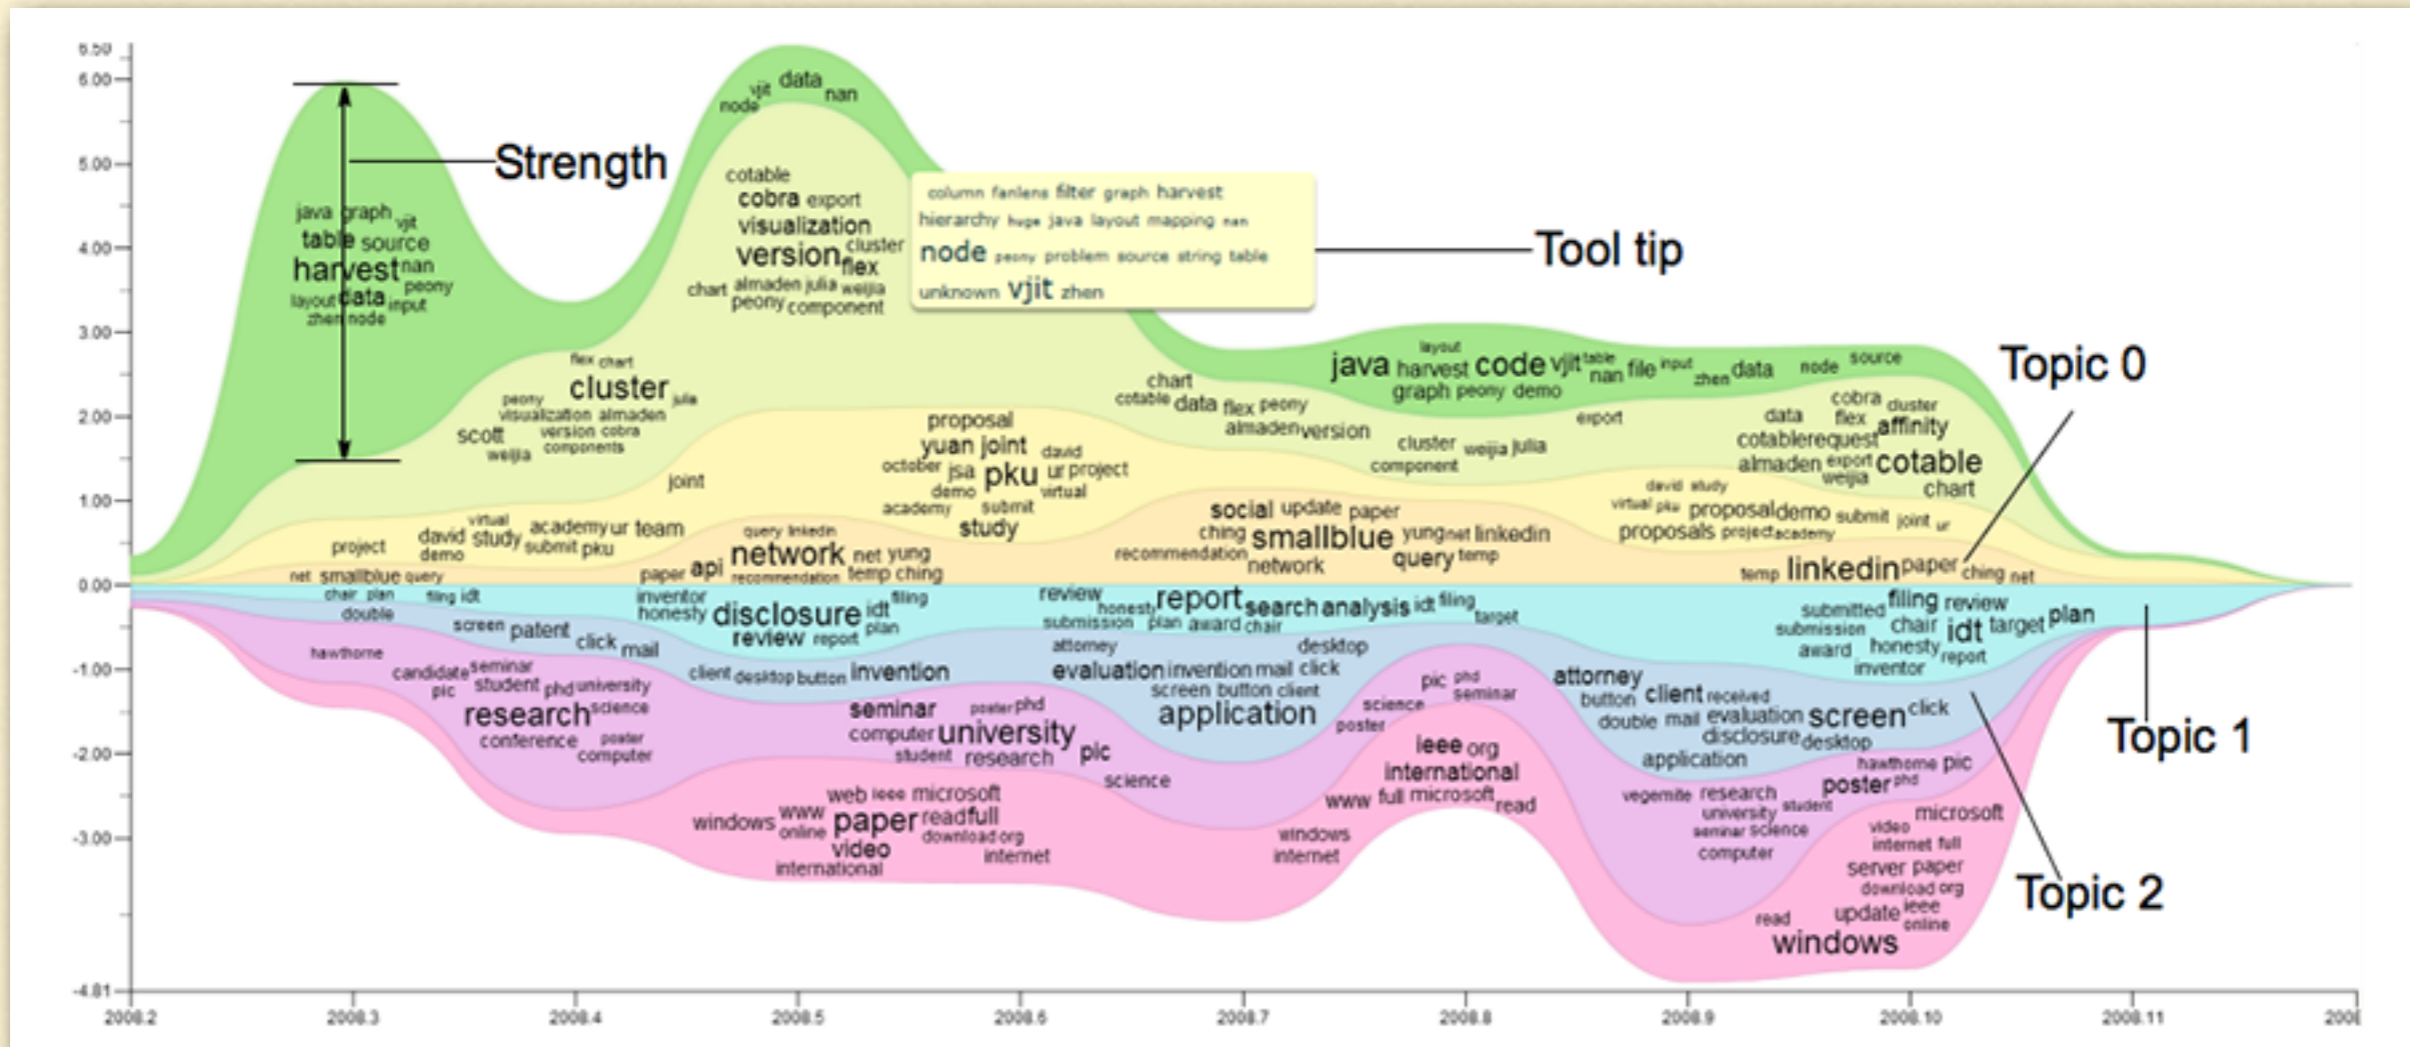 6.50
6.00
5.00
4.00
3.00
2.00
1.00
0.00
-1.00
-2.00
-3.00
-4.81
2008.2 2008.3 2008.4 2008.5 2008.6 2008.7 2008.8 2008.9 2008.10 2008.11
Strength
Tool tip
Topic 0
Topic 1
Topic 2
java graph vjit
table source
harvest nan
peony
layout data input
zhen node
vjit data
node nan
column fanlens filter graph harvest
hierarchy huge java layout mapping nan
node peony problem source string table
unknown vjit zhen
layout
java harvest code vjit table
nan file input zhen data node source
graph peony demo
flex chart
cluster
peony julia
visualization almaden
scott version cobra
weijia components
cotable
cobra export
visualization
version cluster
flex
chart almaden julia weijia
peony component
chart
cotable data flex peony
almaden version
cluster weijia julia
component
export
cobra cluster
data flex affinity
cotable request
almaden export cotable
weijia
chart
project
virtual
david study academy ur team
demo submit pku
joint
proposal
yuan joint david
october jsa pku ur project
demo virtual
academy submit
study
david study
virtual pku proposal demo submit joint ur
proposals project academy
net smallblue query
query linkedin
paper api network net yung
recommendation temp ching
social update paper
ching smallblue yung net linkedin
recommendation query temp
network
temp linkedin paper ching net
chair plan filing idt
inventor filing
honesty disclosure idt
review report plan
review
honesty report search analysis idt filing
submission plan award chair target
filing review
submitted plan
submission chair idt target
award honesty report
inventor
double
screen patent click mail
client desktop button invention
attorney desktop
evaluation invention mail click
screen button client
application
attorney
button client received
double mail evaluation screen click
disclosure desktop
application
hawthorne
candidate seminar
pic student phd university
research science
conference poster
computer
seminar poster phd
computer university
student research pic
science
pic phd
science seminar
poster
hawthorne pic
poster phd
vegemite research
university student
seminar science
computer
web ieee microsoft
windows www paper read full
online download org
video internet
international
ieee org
international
www full microsoft read
windows
internet
microsoft
video
internet full
server paper
download org
read update ieee
online
windows